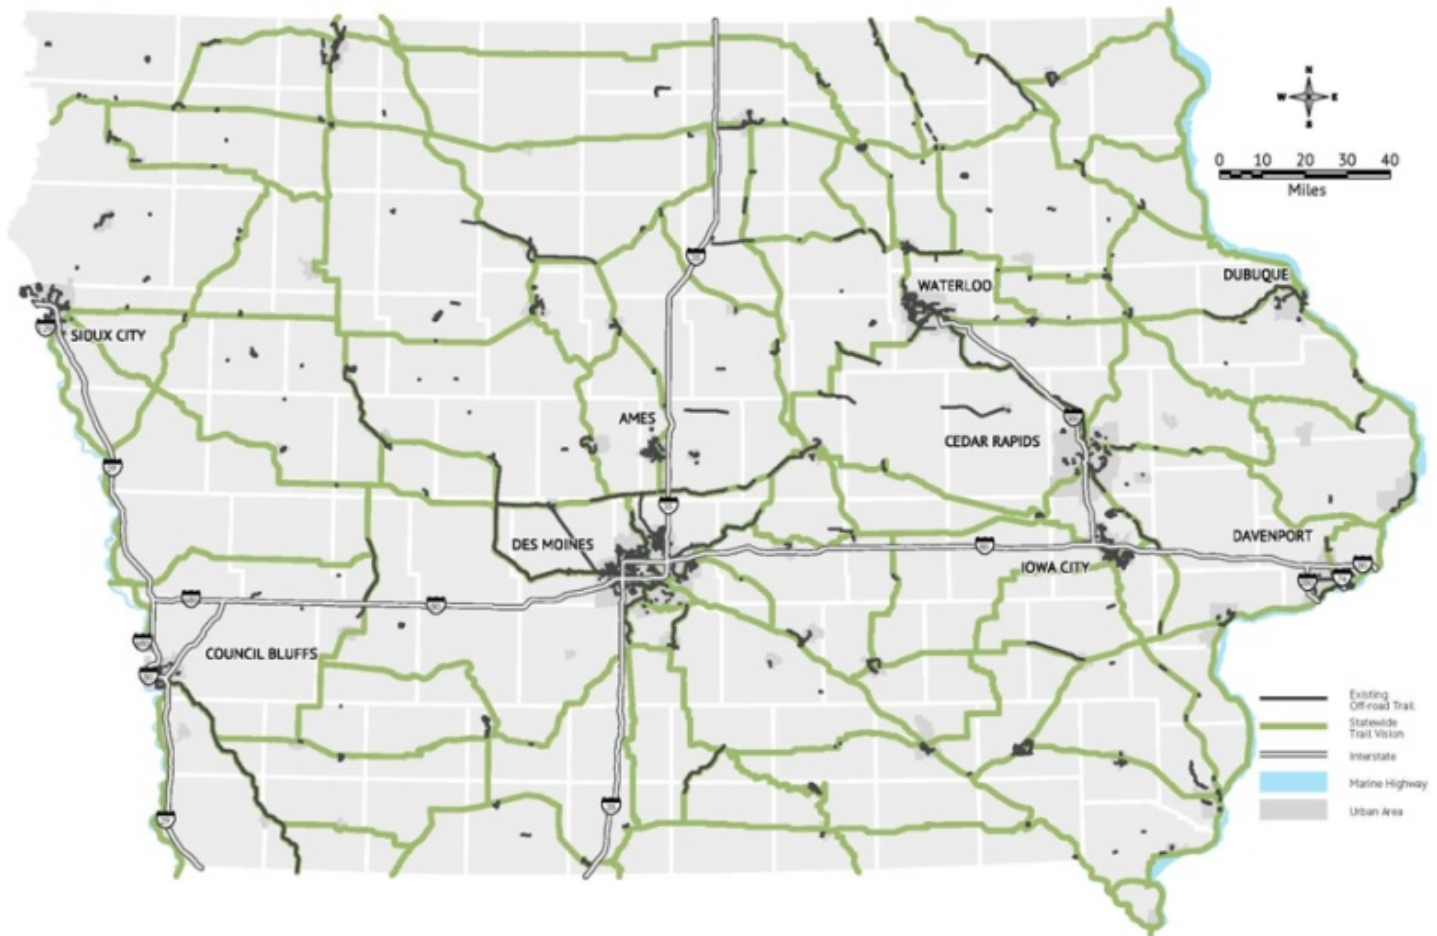 N
W E
S
0 10 20 30 40
Miles
DUBUQUE
WATERLOO
SIOUX CITY
AMES
CEDAR RAPIDS
DES MOINES
DAVENPORT
IOWA CITY
COUNCIL BLUFFS
Existing
Off-road Trail
Statewide
Trail Vision
Interstate
Marine Highway
Urban Area